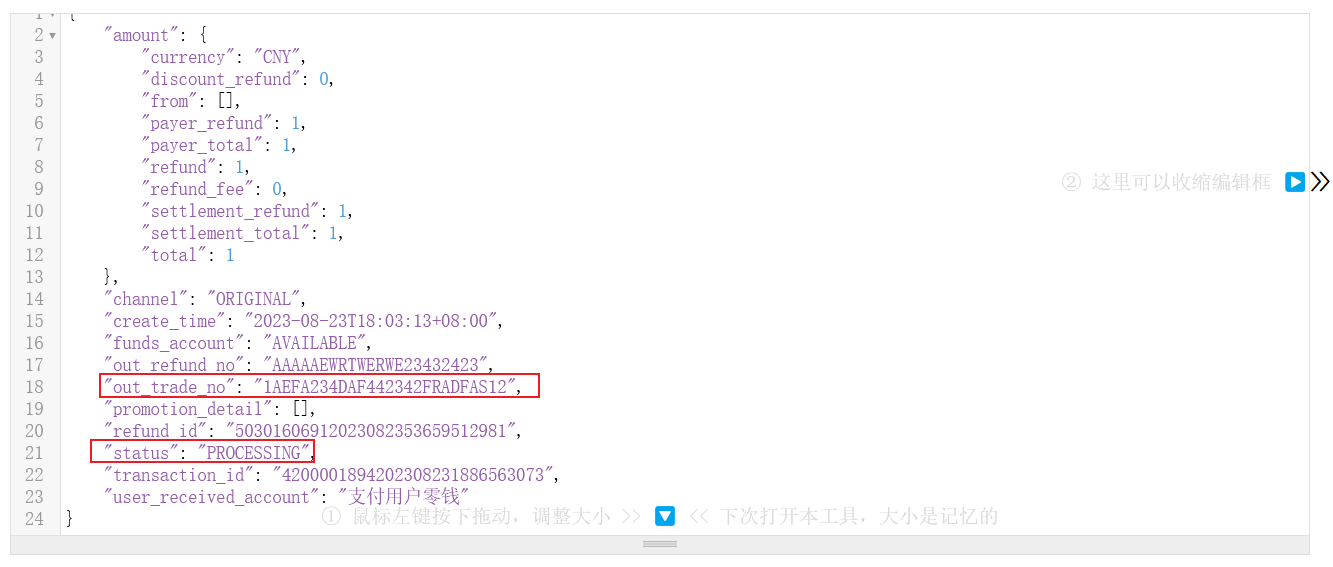 1 {
2 "amount": {
3 "currency": "CNY",
4 "discount_refund": 0,
5 "from": [],
6 "payer_refund": 1,
7 "payer_total": 1,
8 "refund": 1,
② 这里可以收缩编辑框
9 "refund_fee": 0,
10 "settlement_refund": 1,
11 "settlement_total": 1,
12 "total": 1
13 },
14 "channel": "ORIGINAL",
15 "create_time": "2023-08-23T18:03:13+08:00",
16 "funds_account": "AVAILABLE",
17 "out_refund_no": "AAAAAEWRTWERWE23432423",
18 "out_trade_no": "1AEFA234DAF442342FRADFAS12",
19 "promotion_detail": [],
20 "refund_id": "50301606912023082353659512981",
21 "status": "PROCESSING",
22 "transaction_id": "4200001894202308231886563073",
23 "user_received_account": "支付用户零钱"
24 }
① 鼠标左键按下拖动，调整大小 >> << 下次打开本工具，大小是记忆的